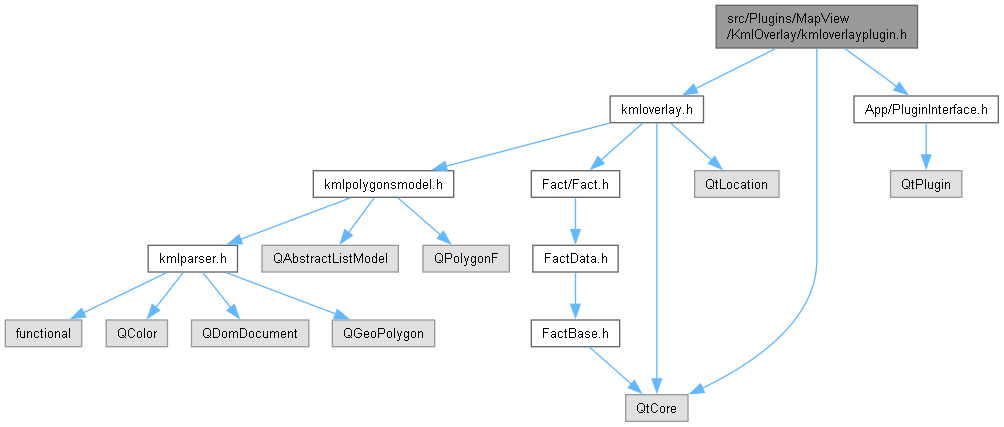 src/Plugins/MapView
/KmlOverlay/kmloverlayplugin.h
kmloverlay.h
App/PluginInterface.h
kmlpolygonsmodel.h
Fact/Fact.h
QtLocation
QtPlugin
kmlparser.h
QAbstractListModel
QPolygonF
FactData.h
functional
QColor
QDomDocument
QGeoPolygon
FactBase.h
QtCore